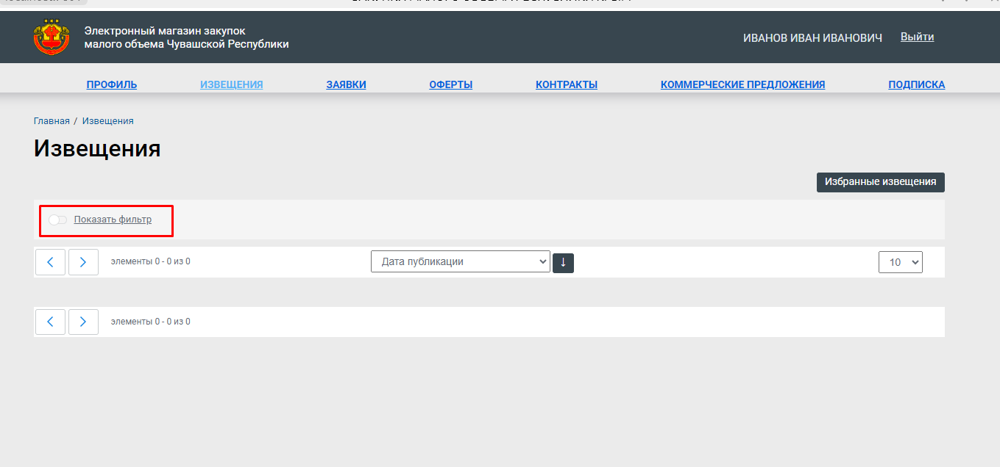 Электронный магазин закупок
малого объема Чувашской Республики
ИВАНОВ ИВАН ИВАНОВИЧ Выйти
ПРОФИЛЬ ИЗВЕЩЕНИЯ ЗАЯВКИ ОФЕРТЫ КОНТРАКТЫ КОММЕРЧЕСКИЕ ПРЕДЛОЖЕНИЯ ПОДПИСКА
Главная / Извещения
Извещения
Избранные извещения
Показать фильтр
элементы 0 - 0 из 0 Дата публикации ↓ 10
элементы 0 - 0 из 0